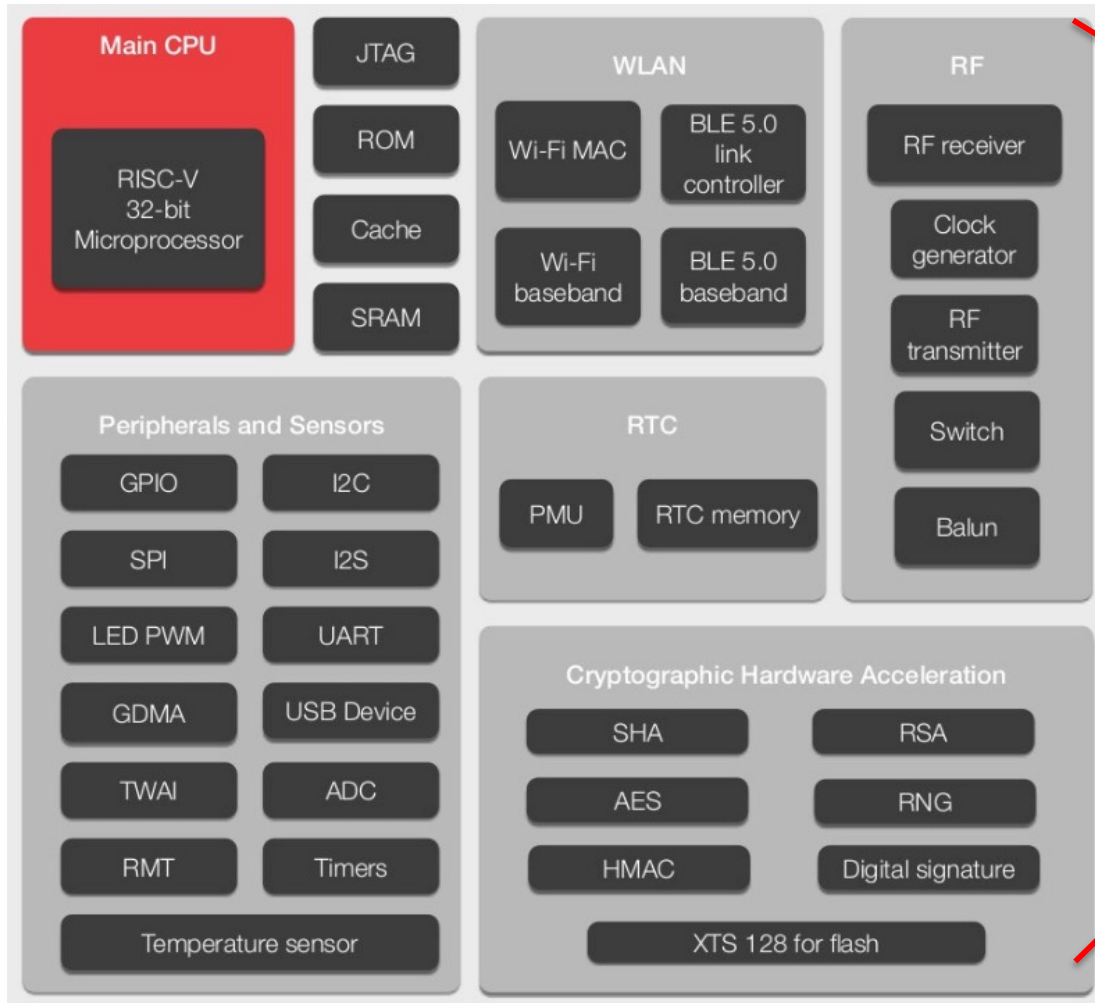 Main CPU
RISC-V
32-bit
Microprocessor
JTAG
ROM
Cache
SRAM
WLAN
Wi-Fi MAC
BLE 5.0
link
controller
Wi-Fi
baseband
BLE 5.0
baseband
RF
RF receiver
Clock
generator
RF
transmitter
Switch
Balun
Peripherals and Sensors
GPIO
I2C
SPI
I2S
LED PWM
UART
GDMA
USB Device
TWAI
ADC
RMT
Timers
Temperature sensor
RTC
PMU
RTC memory
Cryptographic Hardware Acceleration
SHA
RSA
AES
RNG
HMAC
Digital signature
XTS 128 for flash